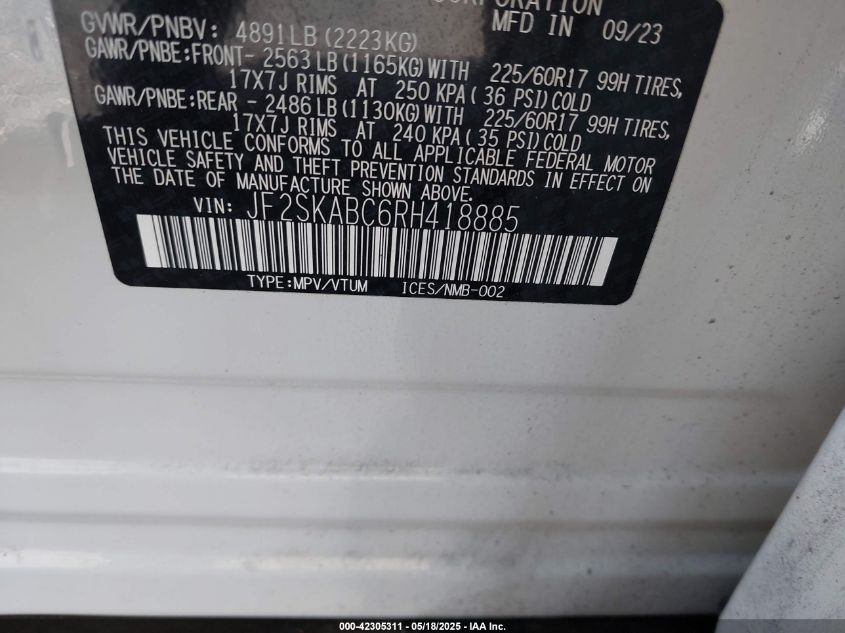 CORPORATION
MFD IN 09/23
GVWR/PNBV: 4891LB (2223KG)
GAWR/PNBE:FRONT- 2563LB(1165KG)WITH 225/60R17 99H TIRES,
17X7J RIMS AT 250 KPA( 36 PSI)COLD
GAWR/PNBE:REAR - 2486LB(1130KG)WITH 225/60R17 99H TIRES,
17X7J RIMS AT 240 KPA( 35 PSI)COLD
THIS VEHICLE CONFORMS TO ALL APPLICABLE FEDERAL MOTOR
VEHICLE SAFETY AND THEFT PREVENTION STANDARDS IN EFFECT ON
THE DATE OF MANUFACTURE SHOWN ABOVE.
VIN: JF2SKABC6RH418885
TYPE:MPV/VTUM ICES/NMB-002
000-42305311 - 05/18/2025 - IAA Inc.